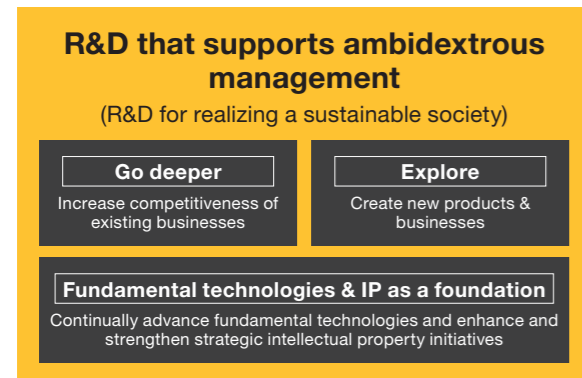 R&D that supports ambidextrous
management
(R&D for realizing a sustainable society)
Go deeper
Increase competitiveness of
existing businesses
Explore
Create new products &
businesses
Fundamental technologies & IP as a foundation
Continually advance fundamental technologies and enhance and
strengthen strategic intellectual property initiatives